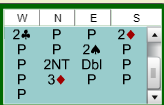 W N E S
2♣ P P 2♦
P P 2♠ P
P 2NT Dbl P
P 3♦ P P
P